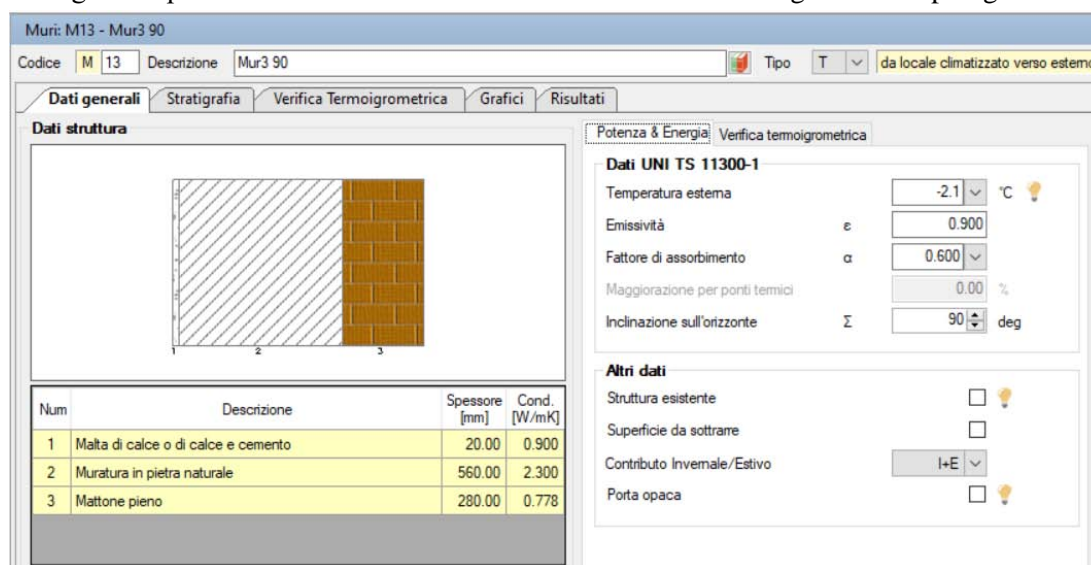 Muri: M13 - Mur3 90
Codice M 13 Descrizione Mur3 90 Tipo T da locale climatizzato verso esterno
Dati generali Stratigrafia Verifica Termoigrometrica Grafici Risultati
Dati struttura
1 2 3
Num Descrizione Spessore [mm] Cond. [W/mK]
1 Malta di calce o di calce e cemento 20.00 0.900
2 Muratura in pietra naturale 560.00 2.300
3 Mattone pieno 280.00 0.778
Potenza & Energia Verifica termoigrometrica
Dati UNI TS 11300-1
Temperatura esterna -2.1 °C
Emissività ε 0.900
Fattore di assorbimento α 0.600
Maggiorazione per ponti termici 0.00 %
Inclinazione sull'orizzonte Σ 90 deg
Altri dati
Struttura esistente
Superficie da sottrarre
Contributo Invernale/Estivo I+E
Porta opaca